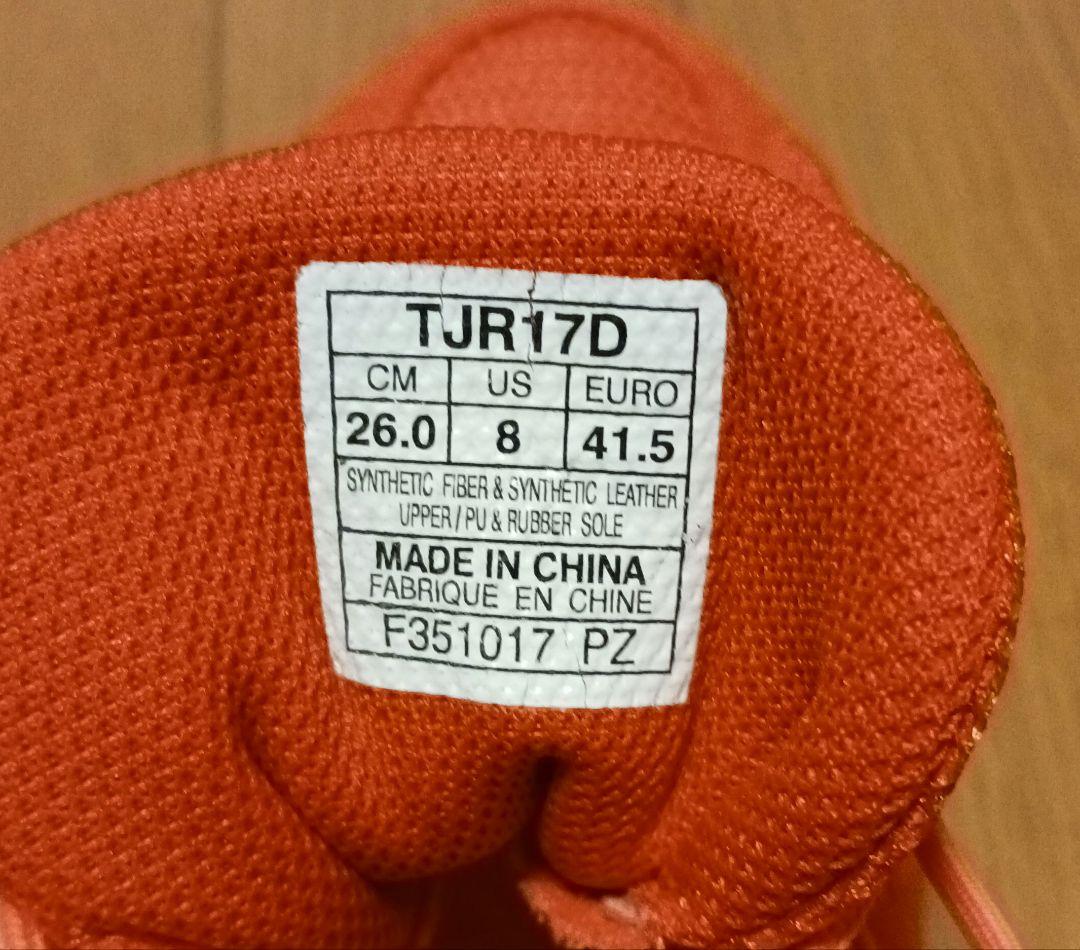 TJR17D
CM US EURO
26.0 8 41.5
SYNTHETIC FIBER & SYNTHETIC LEATHER
UPPER / PU & RUBBER SOLE
MADE IN CHINA
FABRIQUE EN CHINE
F351017 PZ